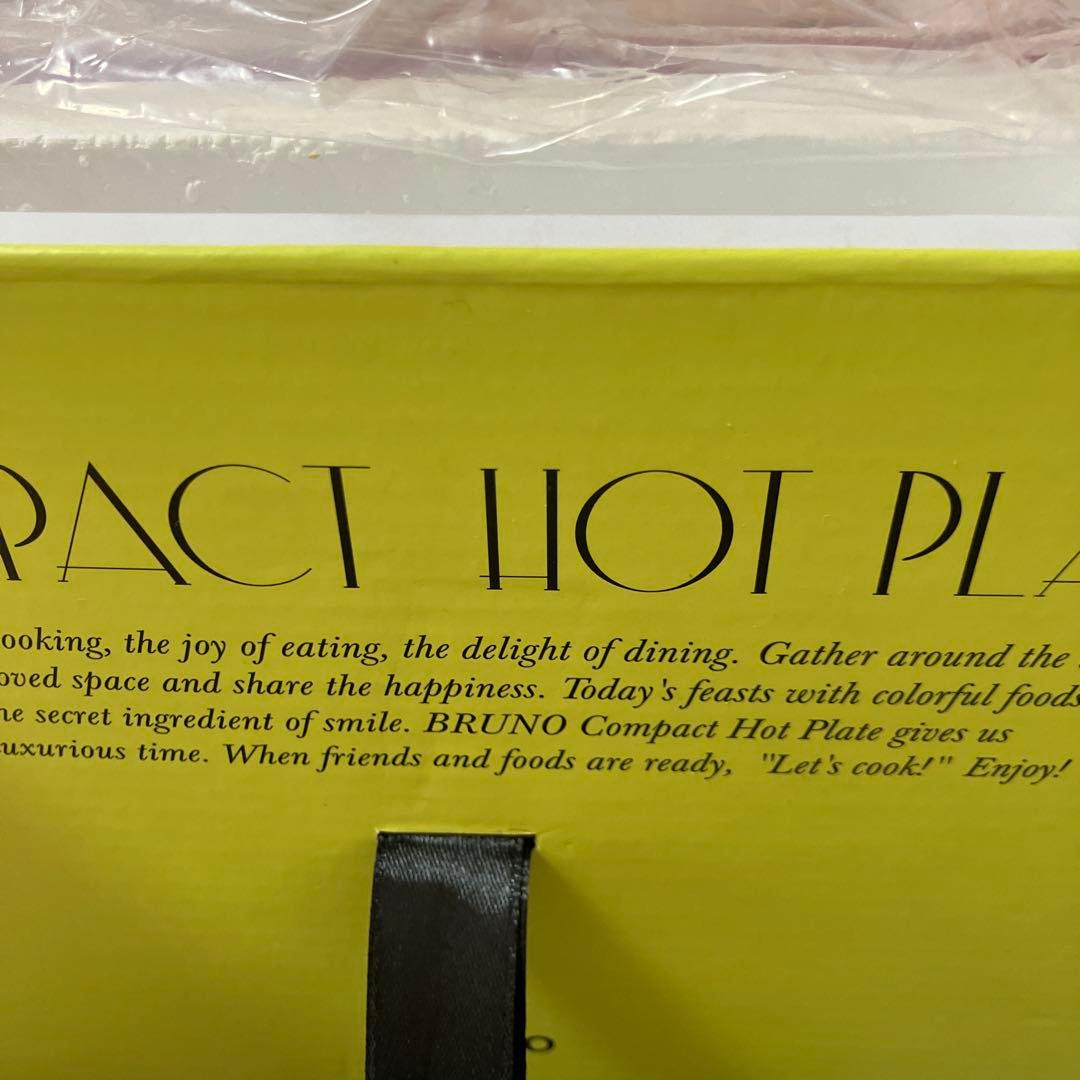 PACT HOT PLA
ooking, the joy of eating, the delight of dining. Gather around the
oved space and share the happiness. Today's feasts with colorful foods
he secret ingredient of smile. BRUNO Compact Hot Plate gives us
uxurious time. When friends and foods are ready, "Let's cook!" Enjoy!
O